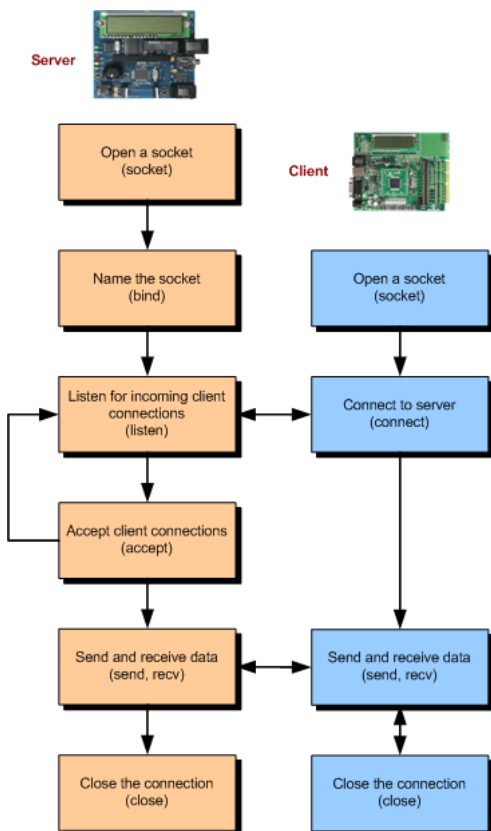 Server
Open a socket
(socket)
Name the socket
(bind)
Listen for incoming client
connections
(listen)
Accept client connections
(accept)
Send and receive data
(send, recv)
Close the connection
(close)
Client
Open a socket
(socket)
Connect to server
(connect)
Send and receive data
(send, recv)
Close the connection
(close)